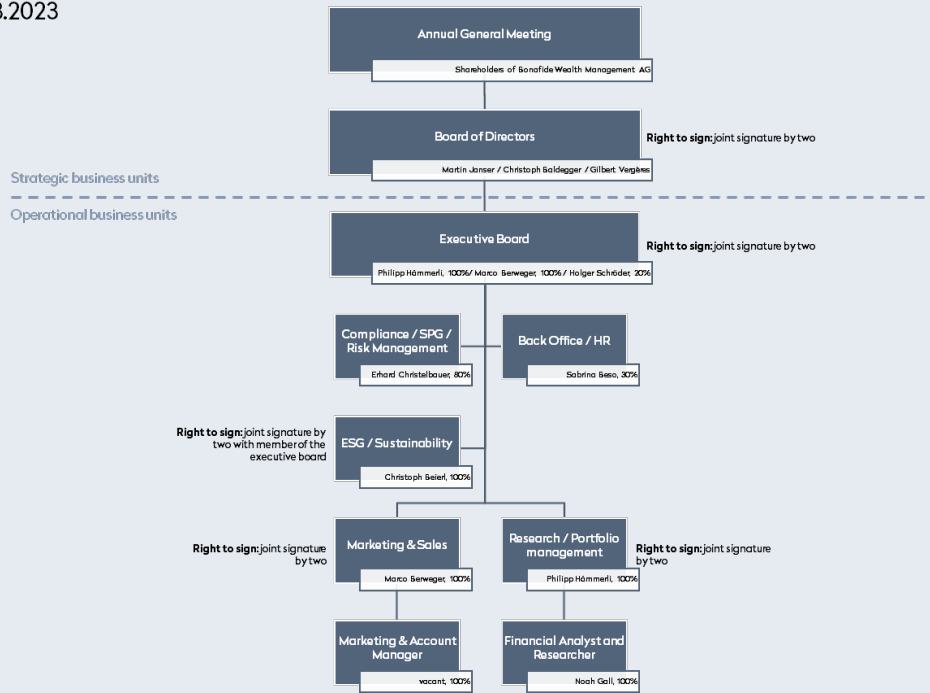 3.2023
Annual General Meeting
Shareholders of Bonafide Wealth Management AG
Board of Directors
Right to sign: joint signature by two
Martin Janser / Christoph Baldegger / Gilbert Vergères
Strategic business units
Operational business units
Executive Board
Right to sign: joint signature by two
Philipp Hämmerli, 100%/ Marco Berweger, 100% / Holger Schröder, 20%
Compliance / SPG /
Risk Management
Erhard Christelbauer, 80%
Back Office / HR
Sabrina Beso, 30%
Right to sign: joint signature by
two with member of the
executive board
ESG / Sustainability
Christoph Beierl, 100%
Right to sign: joint signature
by two
Marketing & Sales
Marco Berweger, 100%
Research / Portfolio
management
Philipp Hämmerli, 100%
Right to sign: joint signature
by two
Marketing & Account
Manager
vacant, 100%
Financial Analyst and
Researcher
Noah Gall, 100%